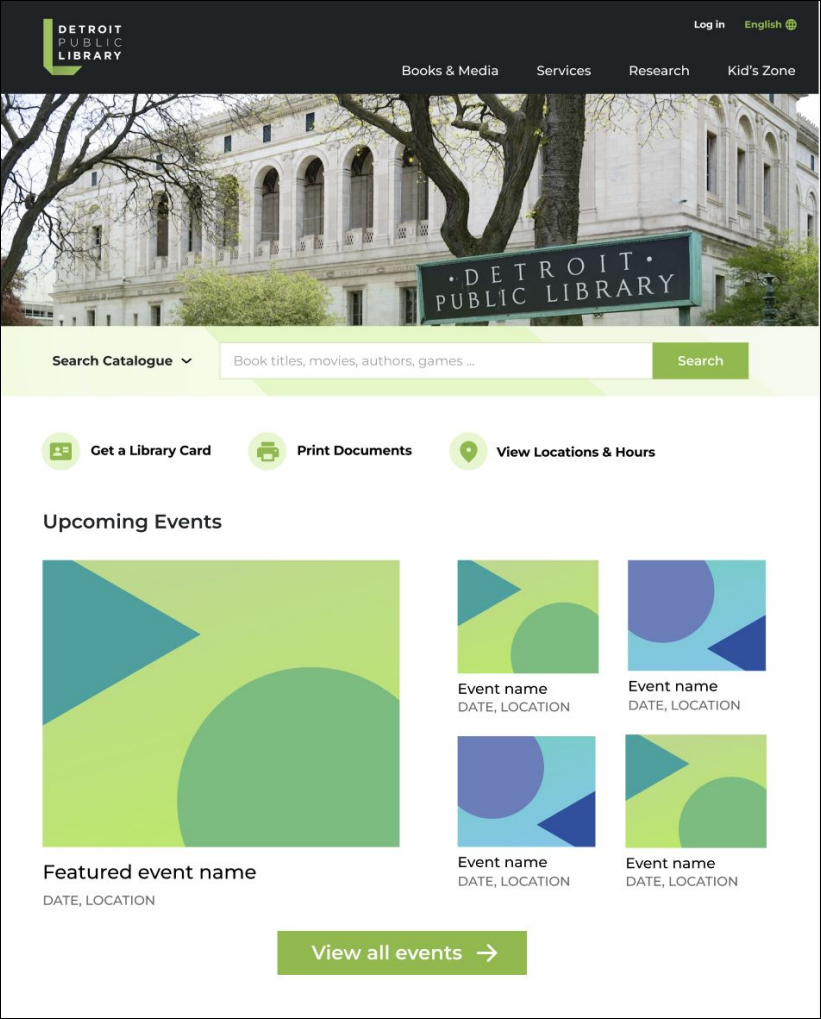 DETROIT
PUBLIC
LIBRARY
Log in
English
Books & Media
Services
Research
Kid's Zone
• DETROIT •
PUBLIC LIBRARY
Search Catalogue
Book titles, movies, authors, games ...
Search
Get a Library Card
Print Documents
View Locations & Hours
Upcoming Events
Featured event name
DATE, LOCATION
Event name
DATE, LOCATION
Event name
DATE, LOCATION
Event name
DATE, LOCATION
Event name
DATE, LOCATION
View all events →